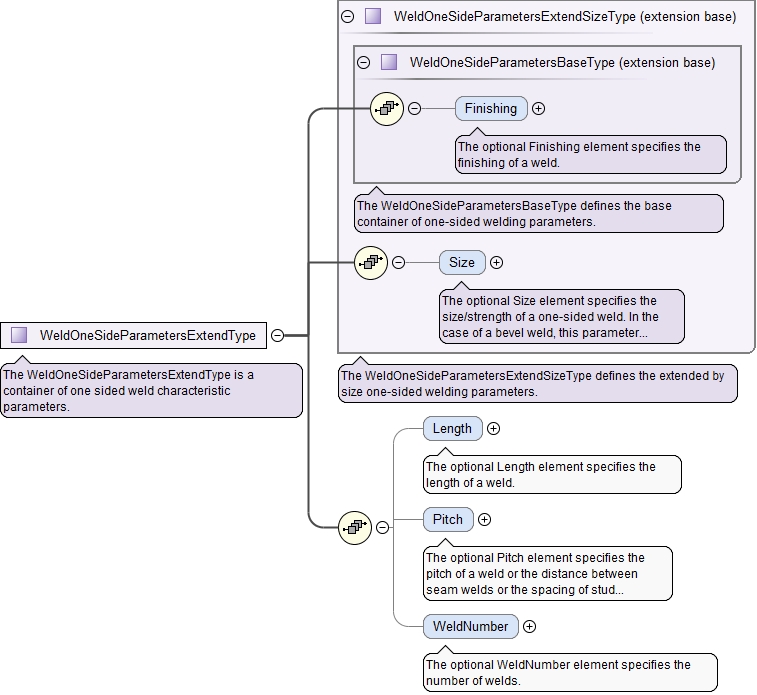 WeldOneSideParametersExtendSizeType (extension base)
WeldOneSideParametersBaseType (extension base)
Finishing
The optional Finishing element specifies the
finishing of a weld.
The WeldOneSideParametersBaseType defines the base
container of one-sided welding parameters.
Size
The optional Size element specifies the
size/strength of a one-sided weld. In the
case of a bevel weld, this parameter...
WeldOneSideParametersExtendType
The WeldOneSideParametersExtendType is a
container of one sided weld characteristic
parameters.
The WeldOneSideParametersExtendSizeType defines the extended by
size one-sided welding parameters.
Length
The optional Length element specifies the
length of a weld.
Pitch
The optional Pitch element specifies the
pitch of a weld or the distance between
seam welds or the spacing of stud...
WeldNumber
The optional WeldNumber element specifies the
number of welds.